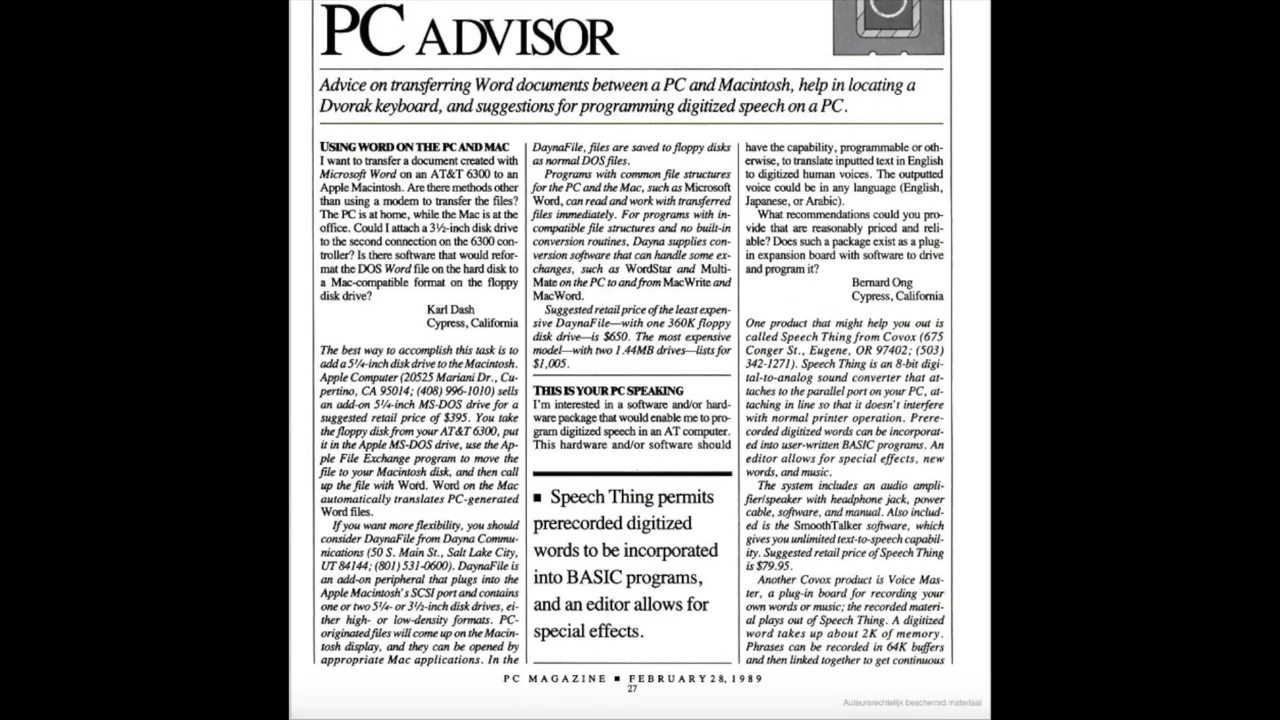 PC ADVISOR
Advice on transferring Word documents between a PC and Macintosh, help in locating a
Dvorak keyboard, and suggestions for programming digitized speech on a PC.
USING WORD ON THE PC AND MAC
I want to transfer a document created with
Microsoft Word on an AT&T 6300 to an
Apple Macintosh. Are there methods other
than using a modem to transfer the files?
The PC is at home, while the Mac is at the
office. Could I attach a 3½-inch disk drive
to the second connection on the 6300 con-
troller? Is there software that would refor-
mat the DOS Word file on the hard disk to
a Mac-compatible format on the floppy
disk drive?
Karl Dash
Cypress, California
The best way to accomplish this task is to
add a 5¼-inch disk drive to the Macintosh.
Apple Computer (20525 Mariani Dr., Cu-
pertino, CA 95014; (408) 996-1010) sells
an add-on 5¼-inch MS-DOS drive for a
suggested retail price of $395. You take
the floppy disk from your AT&T 6300, put
it in the Apple MS-DOS drive, use the Ap-
ple File Exchange program to move the
file to your Macintosh disk, and then call
up the file with Word. Word on the Mac
automatically translates PC-generated
Word files.
If you want more flexibility, you should
consider DaynaFile from Dayna Commu-
nications (50 S. Main St., Salt Lake City,
UT 84144; (801) 531-0600). DaynaFile is
an add-on peripheral that plugs into the
Apple Macintosh's SCSI port and contains
one or two 5¼- or 3½-inch disk drives, ei-
ther high- or low-density formats. PC-
originated files will come up on the Macin-
tosh display, and they can be opened by
appropriate Mac applications. In the
DaynaFile, files are saved to floppy disks
as normal DOS files.
Programs with common file structures
for the PC and the Mac, such as Microsoft
Word, can read and work with transferred
files immediately. For programs with in-
compatible file structures and no built-in
conversion routines, Dayna supplies con-
version software that can handle some ex-
changes, such as WordStar and Multi-
Mate on the PC to and from MacWrite and
MacWord.
Suggested retail price of the least expen-
sive DaynaFile—with one 360K floppy
disk drive—is $650. The most expensive
model—with two 1.44MB drives—lists for
$1,005.
THIS IS YOUR PC SPEAKING
I'm interested in a software and/or hard-
ware package that would enable me to pro-
gram digitized speech in an AT computer.
This hardware and/or software should
■ Speech Thing permits
prerecorded digitized
words to be incorporated
into BASIC programs,
and an editor allows for
special effects.
have the capability, programmable or oth-
erwise, to translate inputted text in English
to digitized human voices. The outputted
voice could be in any language (English,
Japanese, or Arabic).
What recommendations could you pro-
vide that are reasonably priced and reli-
able? Does such a package exist as a plug-
in expansion board with software to drive
and program it?
Bernard Ong
Cypress, California
One product that might help you out is
called Speech Thing from Covox (675
Conger St., Eugene, OR 97402; (503)
342-1271). Speech Thing is an 8-bit digi-
tal-to-analog sound converter that at-
taches to the parallel port on your PC, at-
taching in line so that it doesn't interfere
with normal printer operation. Prere-
corded digitized words can be incorporat-
ed into user-written BASIC programs. An
editor allows for special effects, new
words, and music.
The system includes an audio ampli-
fier/speaker with headphone jack, power
cable, software, and manual. Also includ-
ed is the SmoothTalker software, which
gives you unlimited text-to-speech capabil-
ity. Suggested retail price of Speech Thing
is $79.95.
Another Covox product is Voice Mas-
ter, a plug-in board for recording your
own words or music; the recorded materi-
al plays out of Speech Thing. A digitized
word takes up about 2K of memory.
Phrases can be recorded in 64K buffers
and then linked together to get continuous
PC MAGAZINE ■ FEBRUARY 28, 1989
27
Auteursrechtelijk beschermd materiaal